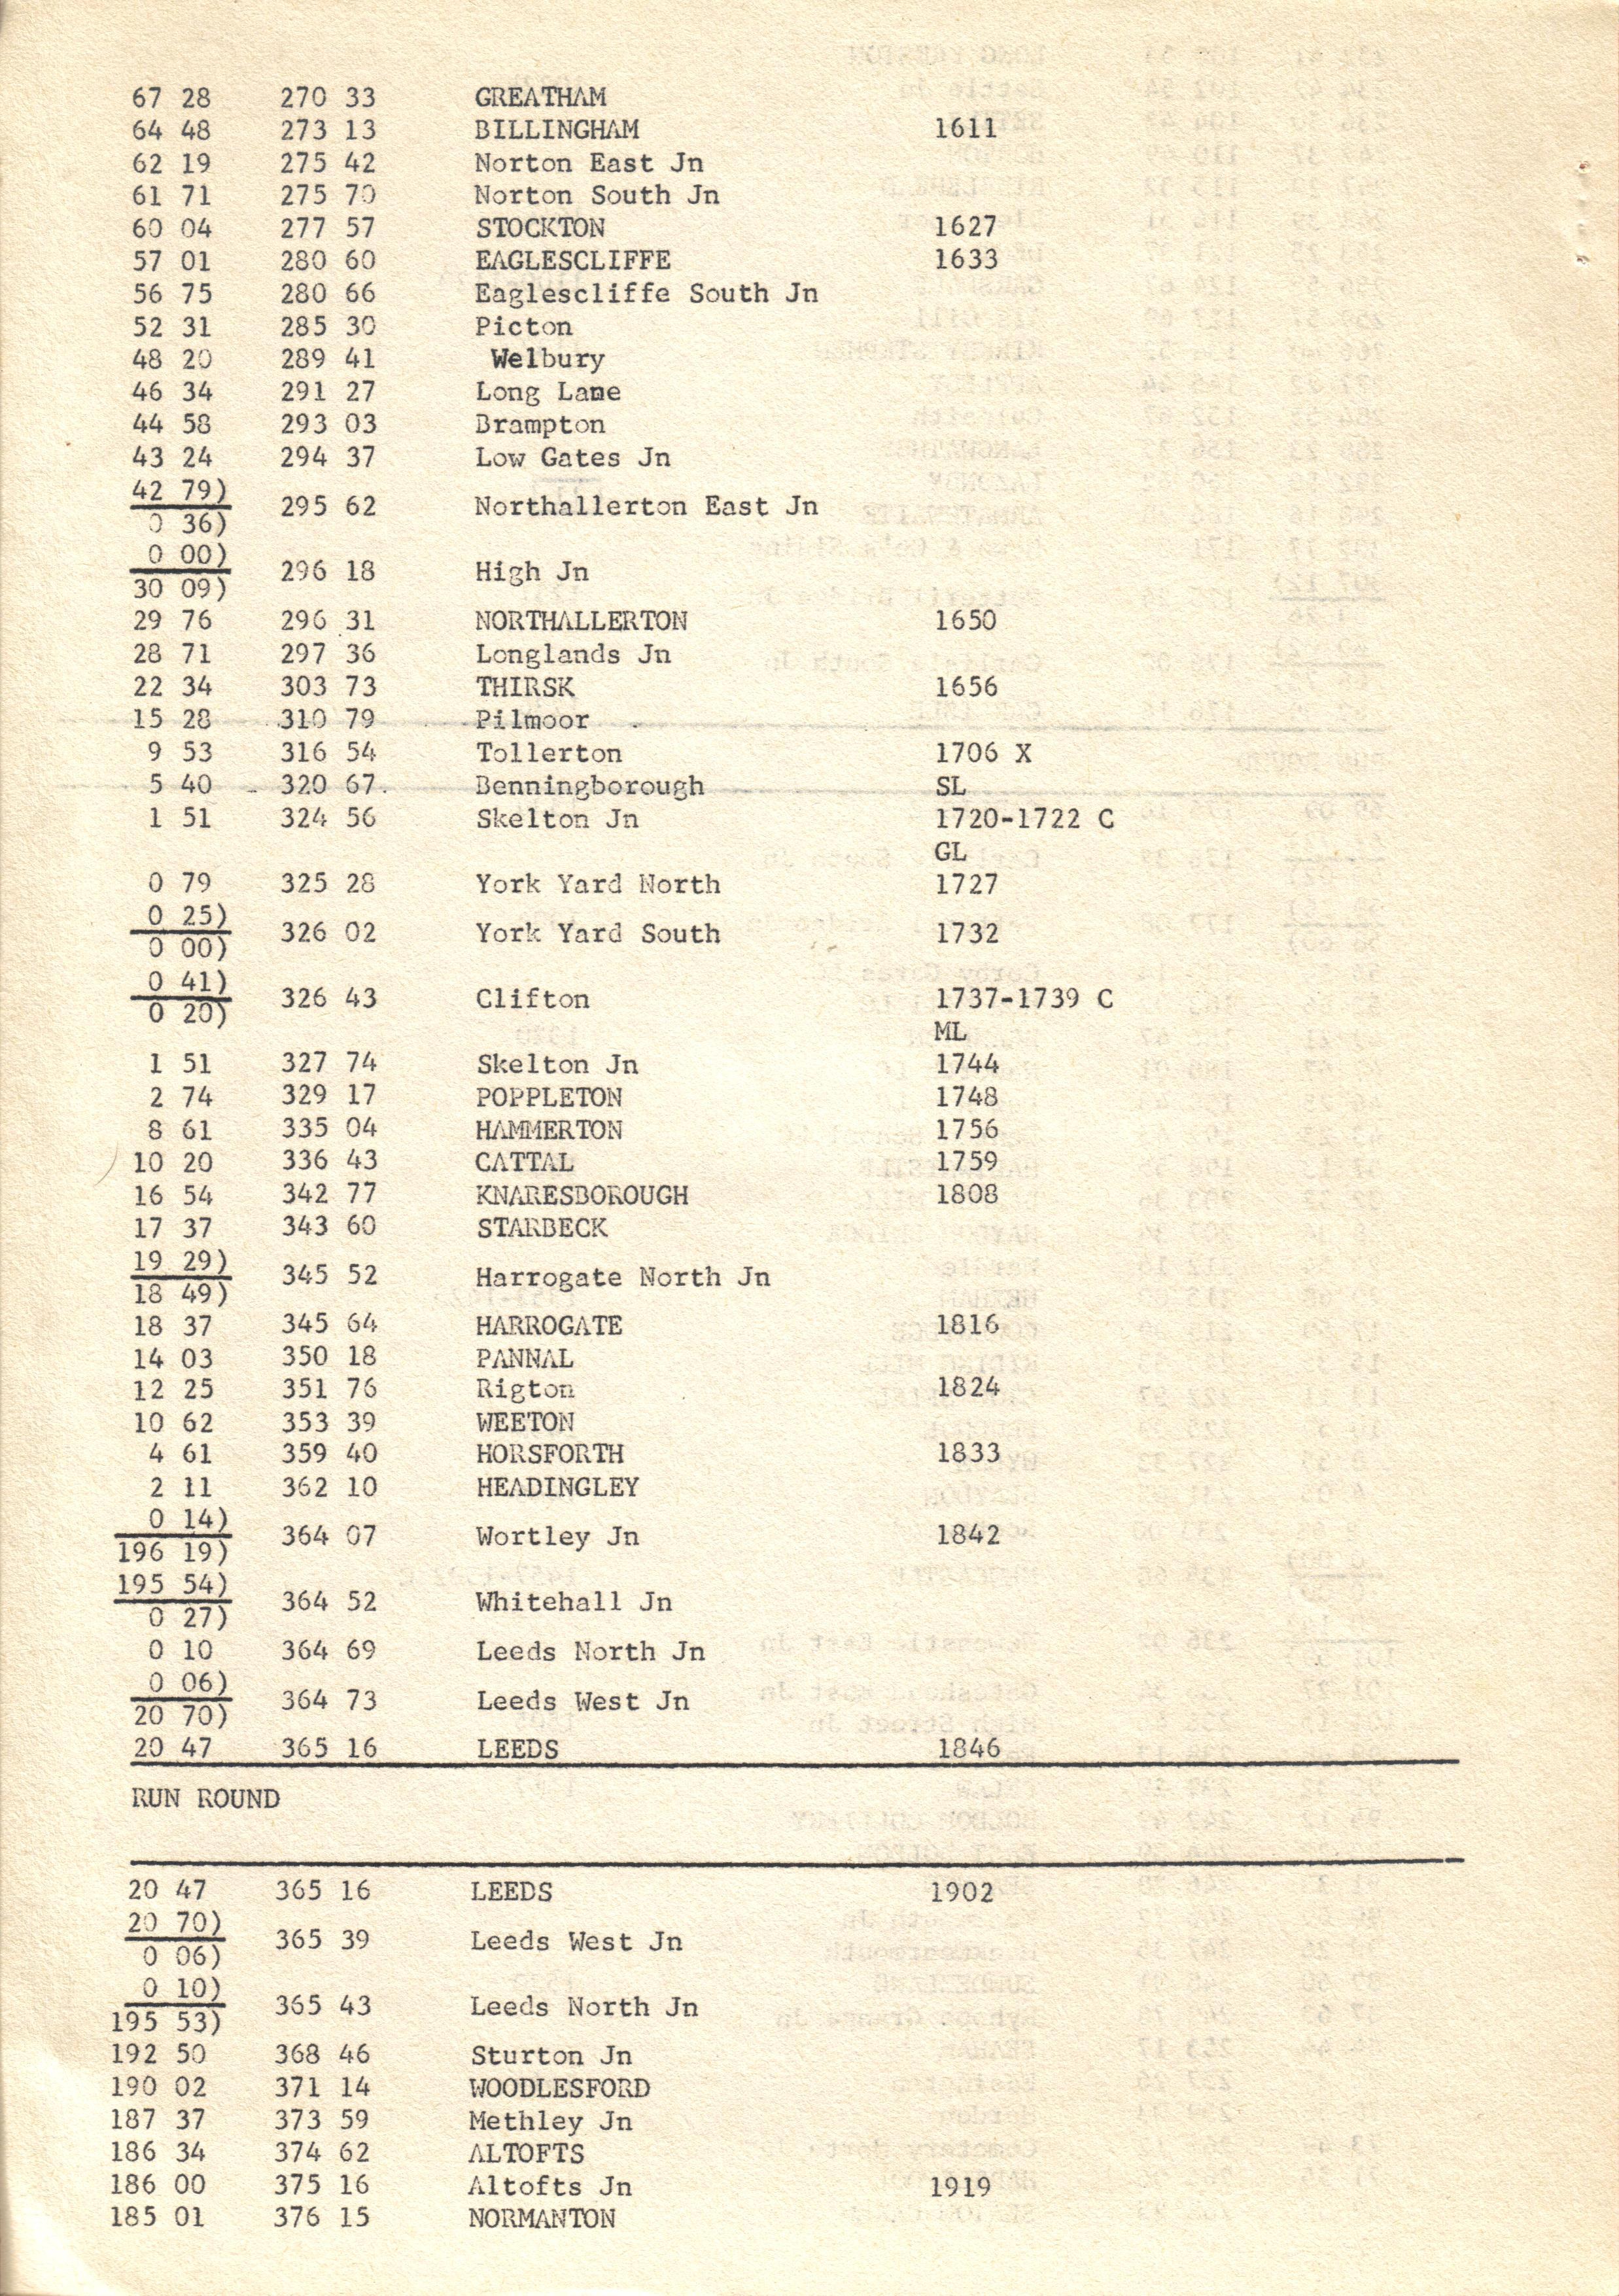 67 28 270 33 GREATHAM
64 48 273 13 BILLINGHAM 1611
62 19 275 42 Norton East Jn
61 71 275 70 Norton South Jn
60 04 277 57 STOCKTON 1627
57 01 280 60 EAGLESCLIFFE 1633
56 75 280 66 Eaglescliffe South Jn
52 31 285 30 Picton
48 20 289 41 Welbury
46 34 291 27 Long Lane
44 58 293 03 Brampton
43 24 294 37 Low Gates Jn
42 79)
295 62 Northallerton East Jn
0 36)
0 00)
296 18 High Jn
30 09)
29 76 296 31 NORTHALLERTON 1650
28 71 297 36 Longlands Jn
22 34 303 73 THIRSK 1656
15 28 310 79 Pilmoor
9 53 316 54 Tollerton 1706 X
5 40 320 67 Benningborough SL
1 51 324 56 Skelton Jn 1720-1722 C
GL
0 79 325 28 York Yard North 1727
0 25)
326 02 York Yard South 1732
0 00)
0 41)
326 43 Clifton 1737-1739 C
0 20)
ML
1 51 327 74 Skelton Jn 1744
2 74 329 17 POPPLETON 1748
8 61 335 04 HAMMERTON 1756
10 20 336 43 CATTAL 1759
16 54 342 77 KNARESBOROUGH 1808
17 37 343 60 STARBECK
19 29)
345 52 Harrogate North Jn
18 49)
18 37 345 64 HARROGATE 1816
14 03 350 18 PANNAL
12 25 351 76 Rigton 1824
10 62 353 39 WEETON
4 61 359 40 HORSFORTH 1833
2 11 362 10 HEADINGLEY
0 14)
364 07 Wortley Jn 1842
196 19)
195 54)
364 52 Whitehall Jn
0 27)
0 10 364 69 Leeds North Jn
0 06)
364 73 Leeds West Jn
20 70)
20 47 365 16 LEEDS 1846
RUN ROUND
20 47 365 16 LEEDS 1902
20 70)
365 39 Leeds West Jn
0 06)
0 10)
365 43 Leeds North Jn
195 53)
192 50 368 46 Sturton Jn
190 02 371 14 WOODLESFORD
187 37 373 59 Methley Jn
186 34 374 62 ALTOFTS
186 00 375 16 Altofts Jn 1919
185 01 376 15 NORMANTON